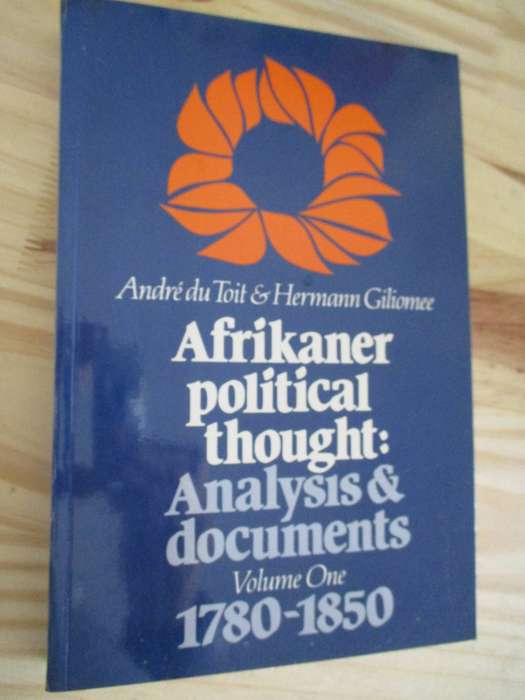 André du Toit & Hermann Giliomee
Afrikaner
political
thought:
Analysis &
documents
Volume One
1780-1850